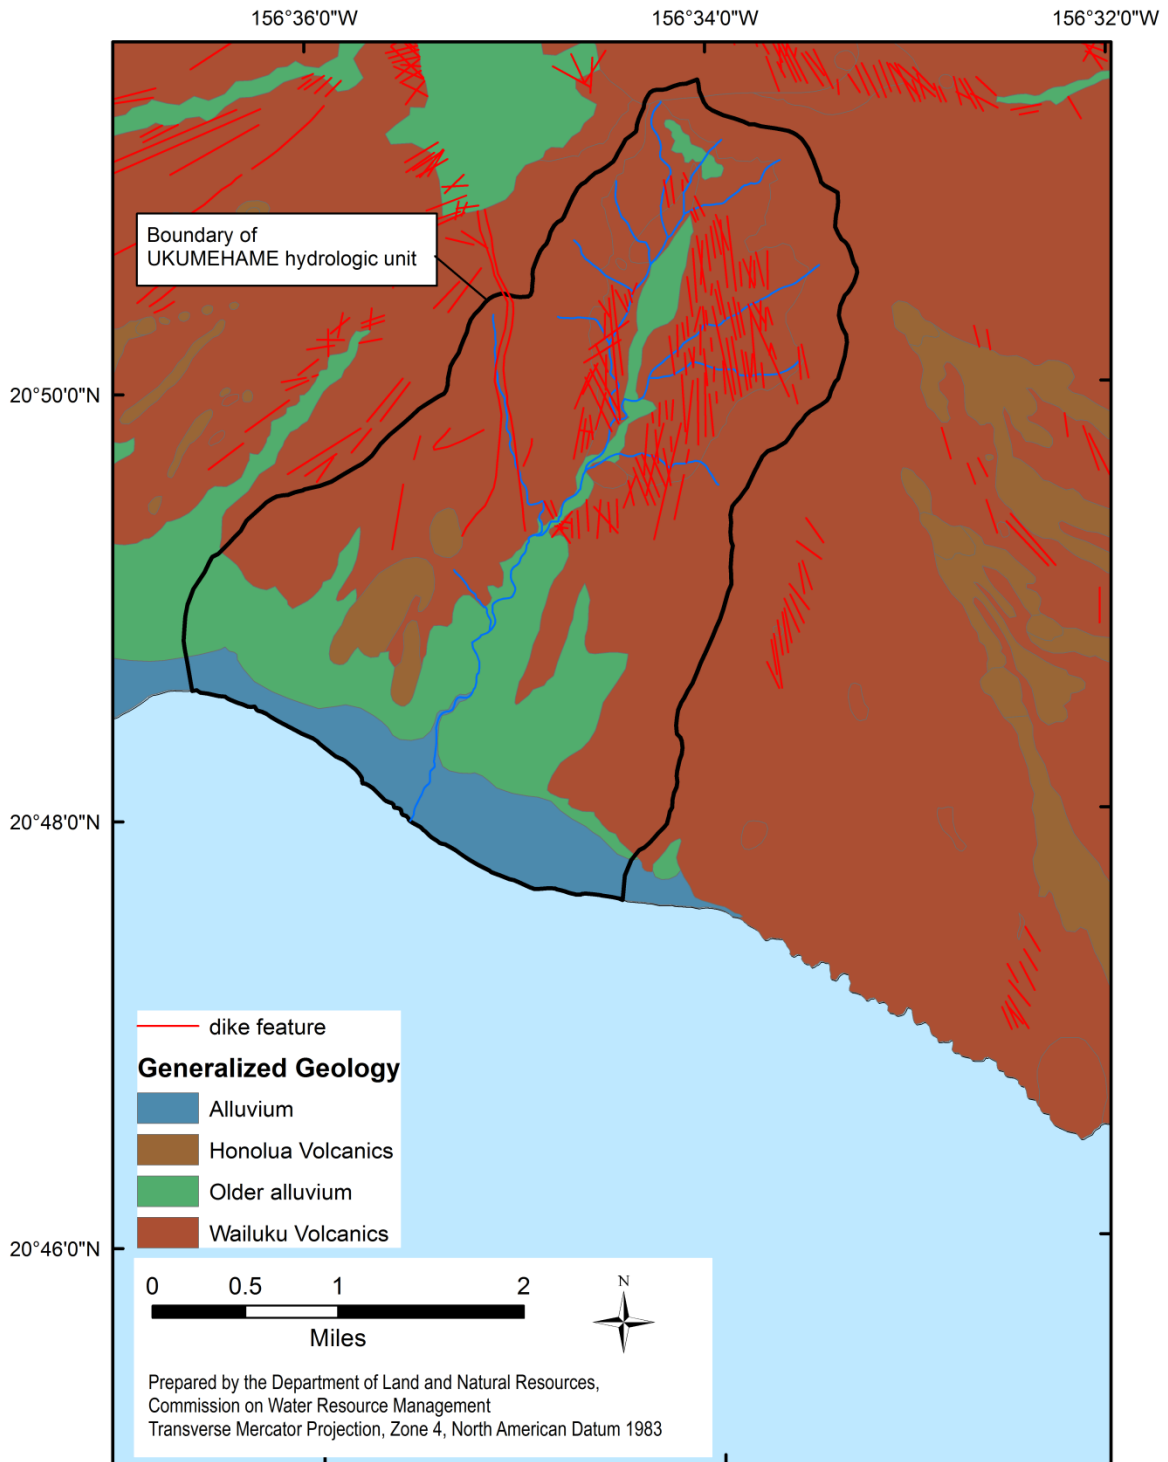 156°36'0"W
156°34'0"W
156°32'0"W
Boundary of
UKUMEHAME hydrologic unit
20°50'0"N
20°48'0"N
dike feature
Generalized Geology
Alluvium
Honolua Volcanics
Older alluvium
Wailuku Volcanics
20°46'0"N
0 0.5 1 2
Miles
N
Prepared by the Department of Land and Natural Resources,
Commission on Water Resource Management
Transverse Mercator Projection, Zone 4, North American Datum 1983